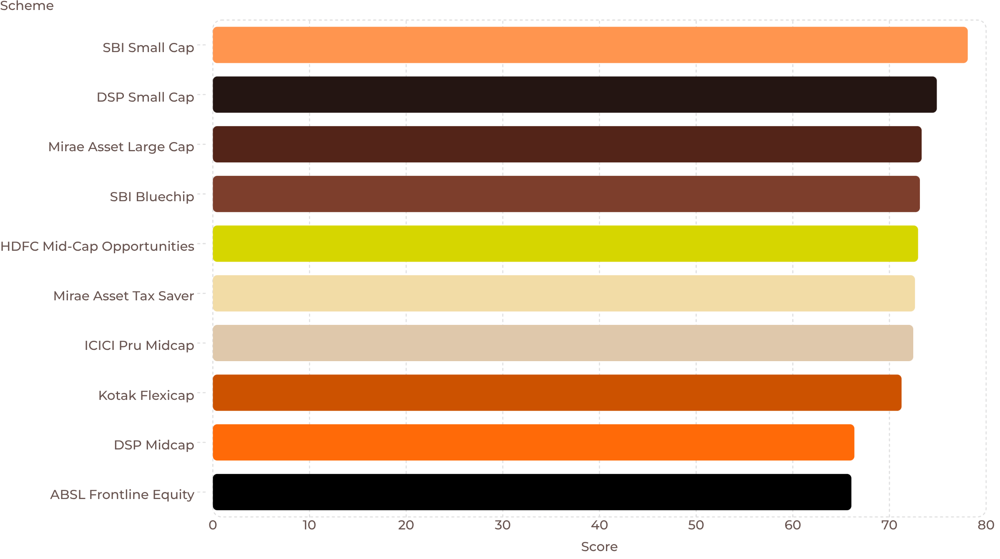 Scheme
SBI Small Cap
DSP Small Cap
Mirae Asset Large Cap
SBI Bluechip
HDFC Mid-Cap Opportunities
Mirae Asset Tax Saver
ICICI Pru Midcap
Kotak Flexicap
DSP Midcap
ABSL Frontline Equity
0 10 20 30 40 50 60 70 80
Score